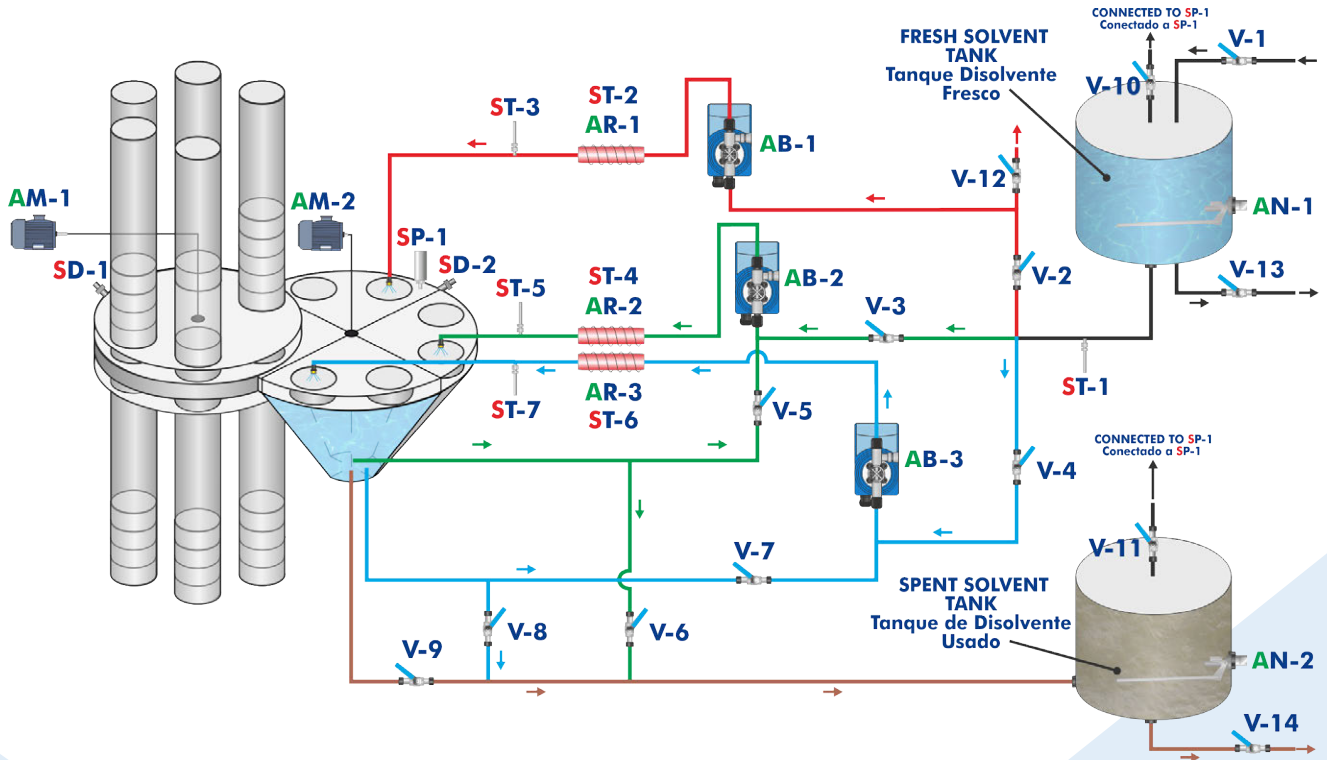 CONNECTED TO SP-1
Conectado a SP-1
V-1
FRESH SOLVENT
TANK
Tanque Disolvente
Fresco
V-10
ST-3
ST-2
AR-1
AB-1
V-12
AN-1
AM-1
AM-2
SP-1
SD-1
SD-2
ST-5
ST-4
AR-2
AB-2
V-3
V-2
V-13
ST-7
AR-3
ST-6
V-5
ST-1
AB-3
V-4
CONNECTED TO SP-1
Conectado a SP-1
V-11
V-7
V-8
V-6
V-9
SPENT SOLVENT
TANK
Tanque de Disolvente
Usado
AN-2
V-14